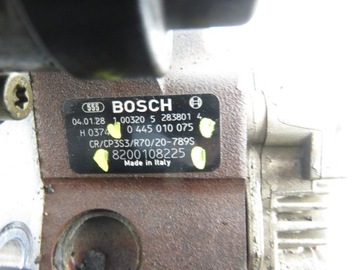 BOSCH
04.01.28 1 00320 5 283801 4
H 0374 0 445 010 075
CR/CP3S3/R70/20-789S
8200108225
Made in Italy